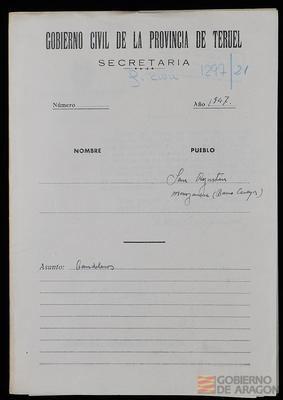 GOBIERNO CIVIL DE LA PROVINCIA DE TERUEL
SECRETARIA
1297/21
Número
Año 1947.
NOMBRE
PUEBLO
San Agustín
Manzanera (
Asunto: Bandoleros
GOBIERNO
DE ARAGON